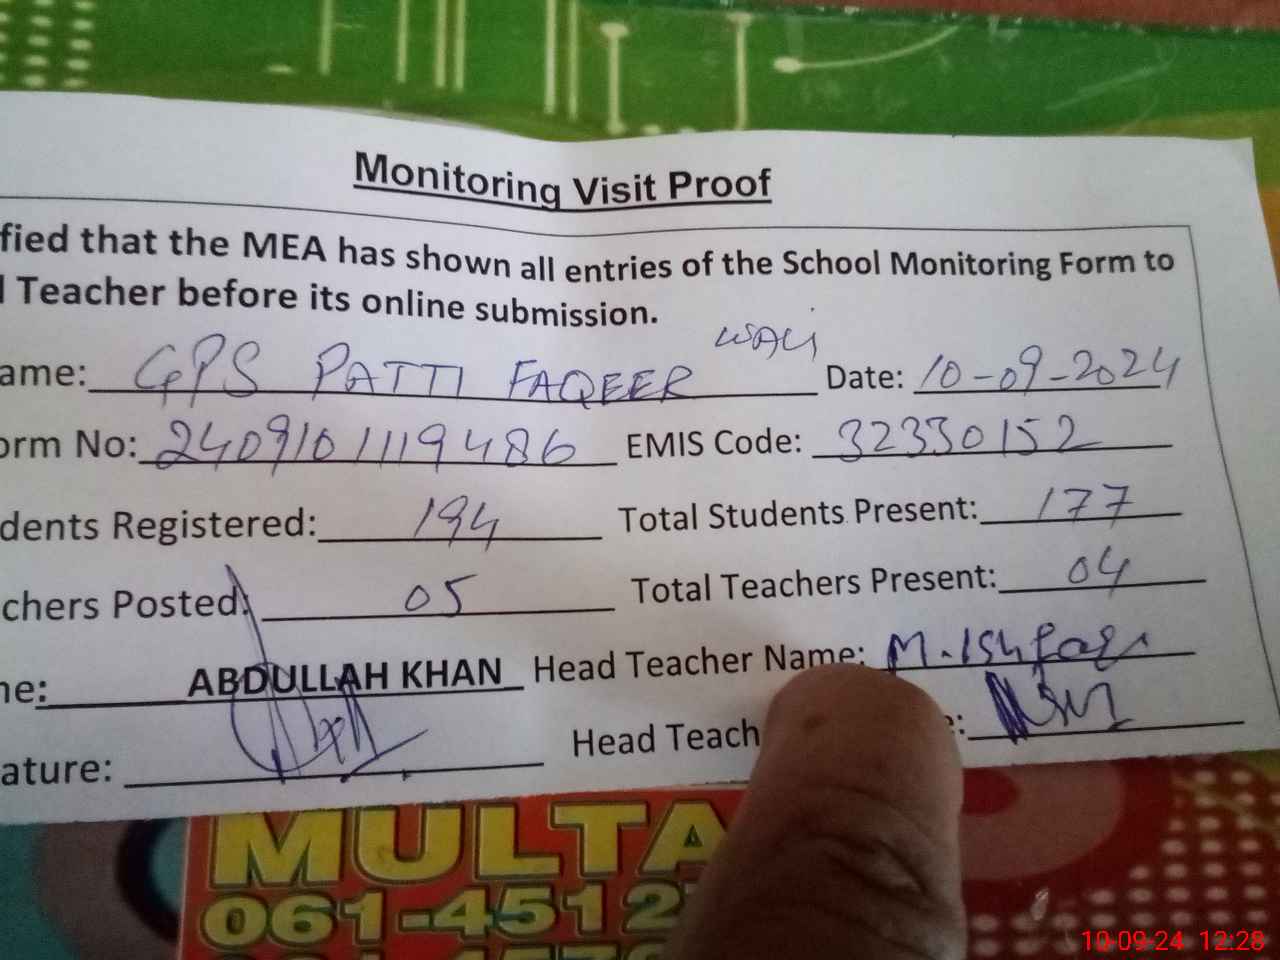 Monitoring Visit Proof
fied that the MEA has shown all entries of the School Monitoring Form to
Teacher before its online submission.
ame: GPS PATTI FAQEER WALI Date: 10-09-2024
orm No: 2409101119486 EMIS Code: 32330152
dents Registered: 194 Total Students Present: 177
chers Posted: 05 Total Teachers Present: 04
ne: ABDULLAH KHAN Head Teacher Name: M. Ishfaq
ature: Head Teach e:
MULTA
061-4512
10-09-24 12:28